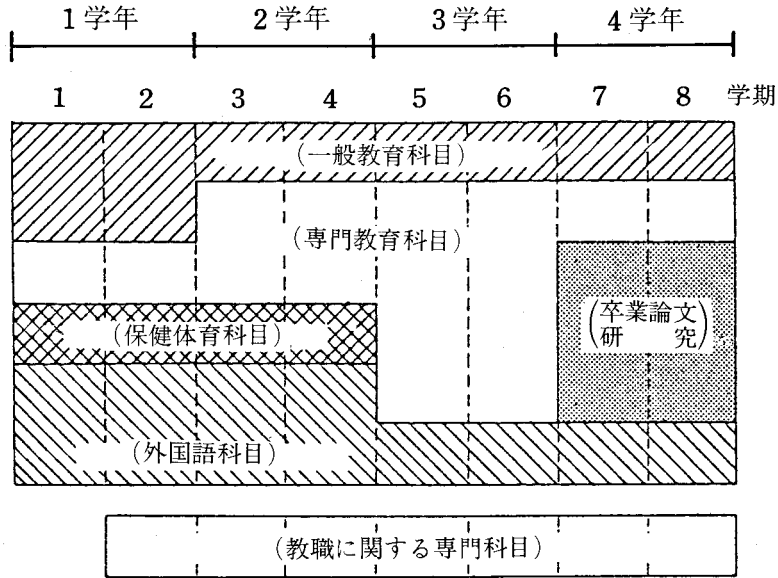 1学年 2学年 3学年 4学年
1 2 3 4 5 6 7 8 学期
(一般教育科目)
(専門教育科目)
(保健体育科目)
(卒業論文
研 究)
(外国語科目)
(教職に関する専門科目)